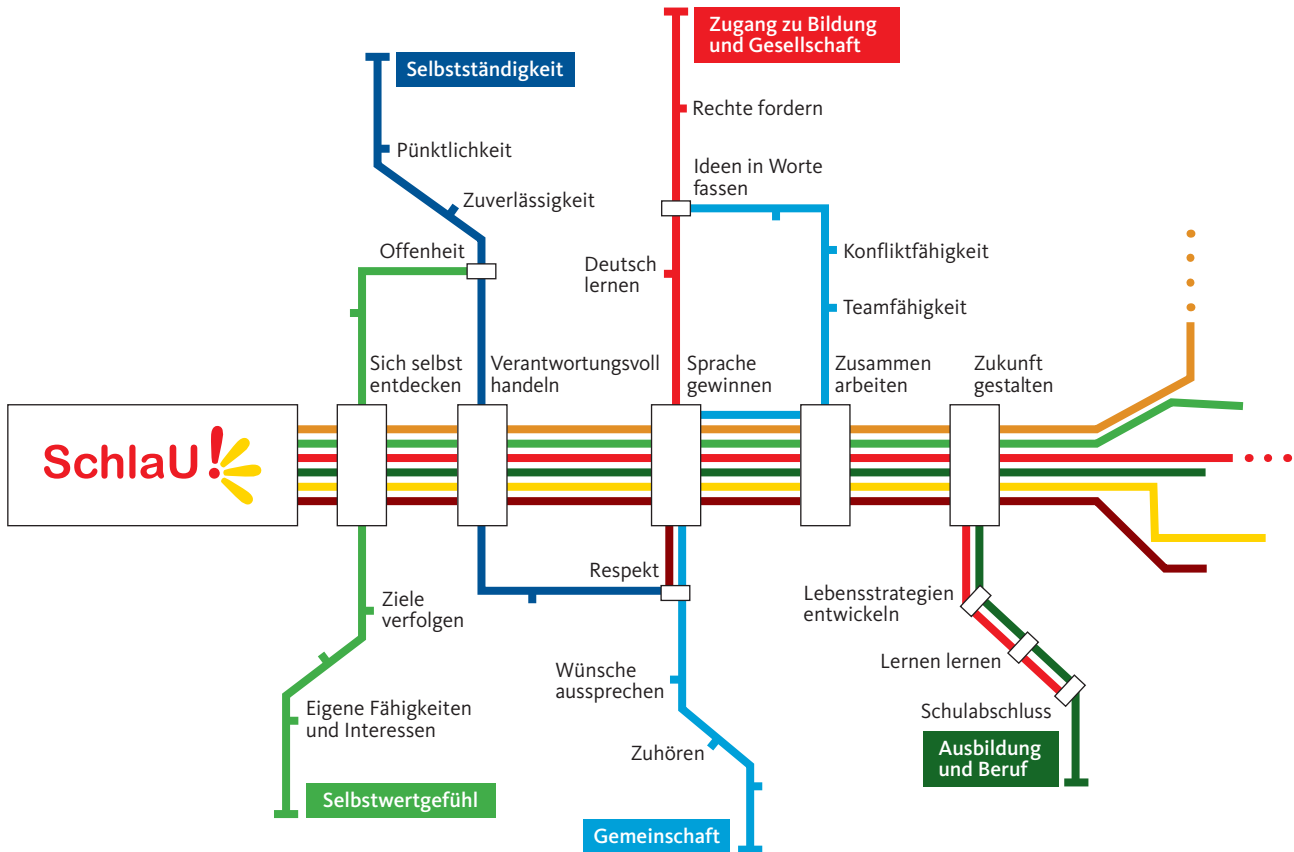 Zugang zu Bildung
und Gesellschaft
Selbstständigkeit
Rechte fordern
Pünktlichkeit
Ideen in Worte
fassen
Zuverlässigkeit
Offenheit
Konfliktfähigkeit
Deutsch
lernen
Teamfähigkeit
Sich selbst
entdecken
Verantwortungsvoll
handeln
Sprache
gewinnen
Zusammen
arbeiten
Zukunft
gestalten
SchlaU!
Respekt
Ziele
verfolgen
Lebensstrategien
entwickeln
Lernen lernen
Wünsche
aussprechen
Eigene Fähigkeiten
und Interessen
Schulabschluss
Zuhören
Ausbildung
und Beruf
Selbstwertgefühl
Gemeinschaft